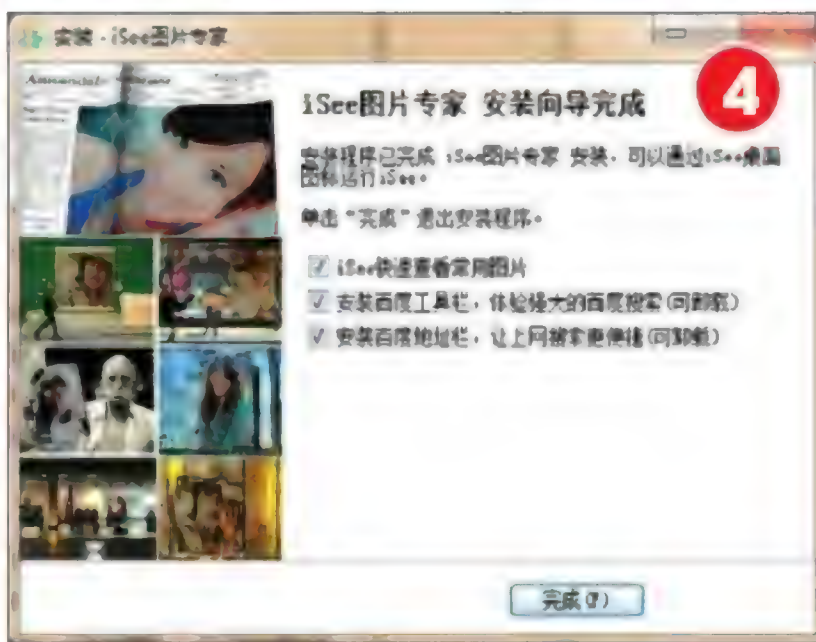 安装 - iSee图片专家
4
iSee图片专家 安装向导完成
安装程序已完成 iSee图片专家 安装，可以通过iSee桌面
图标运行iSee。
单击“完成”退出安装程序。
iSee快速查看常用图片
安装百度工具栏，体验强大的百度搜索(可卸载)
安装百度地址栏，让上网搜索更便捷(可卸载)
完成(F)